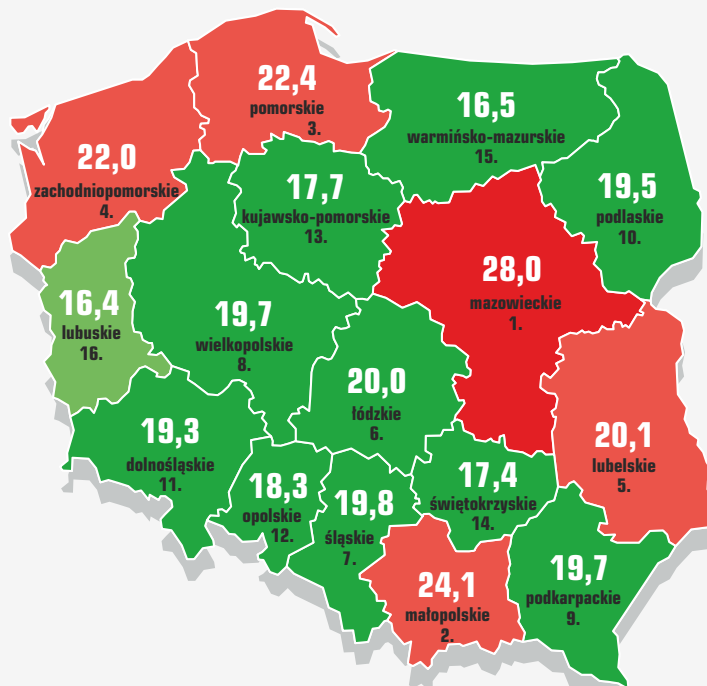 22,4
pomorskie
3.
16,5
warmińsko-mazurskie
15.
22,0
zachodniopomorskie
4.
17,7
kujawsko-pomorskie
13.
19,5
podlaskie
10.
28,0
mazowieckie
1.
16,4
lubuskie
16.
19,7
wielkopolskie
8.
20,0
łódzkie
6.
19,3
dolnośląskie
11.
20,1
lubelskie
5.
18,3
opolskie
12.
19,8
śląskie
7.
17,4
świętokrzyskie
14.
24,1
małopolskie
2.
19,7
podkarpackie
9.